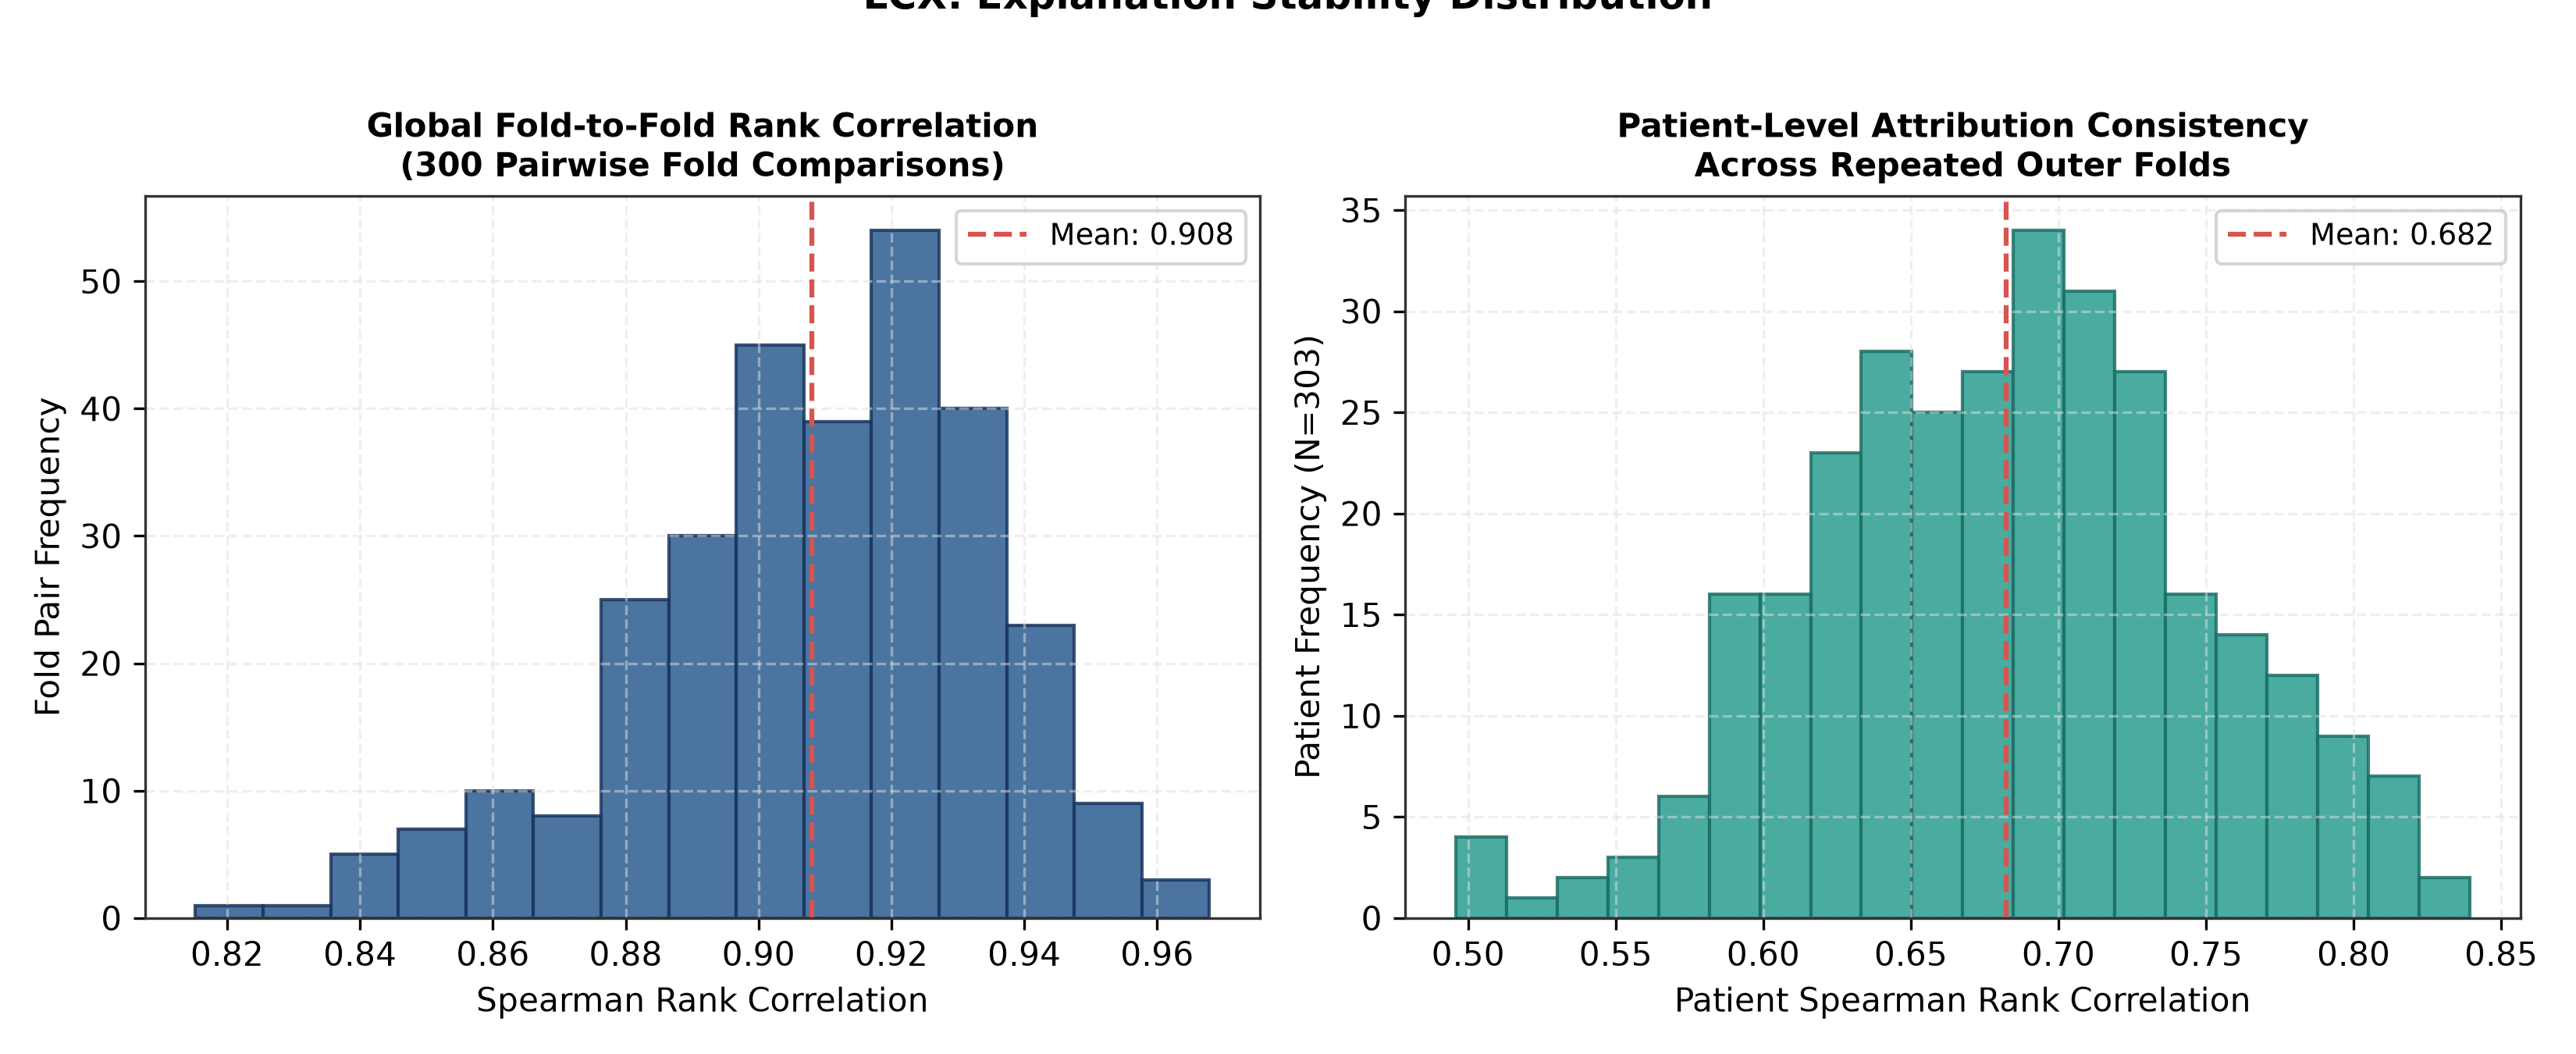 LCX: Explanation Stability Distribution
Global Fold-to-Fold Rank Correlation
(300 Pairwise Fold Comparisons)
Mean: 0.908
Fold Pair Frequency
50
40
30
20
10
0
0.82 0.84 0.86 0.88 0.90 0.92 0.94 0.96
Spearman Rank Correlation
Patient-Level Attribution Consistency
Across Repeated Outer Folds
Mean: 0.682
Patient Frequency (N=303)
35
30
25
20
15
10
5
0
0.50 0.55 0.60 0.65 0.70 0.75 0.80 0.85
Patient Spearman Rank Correlation